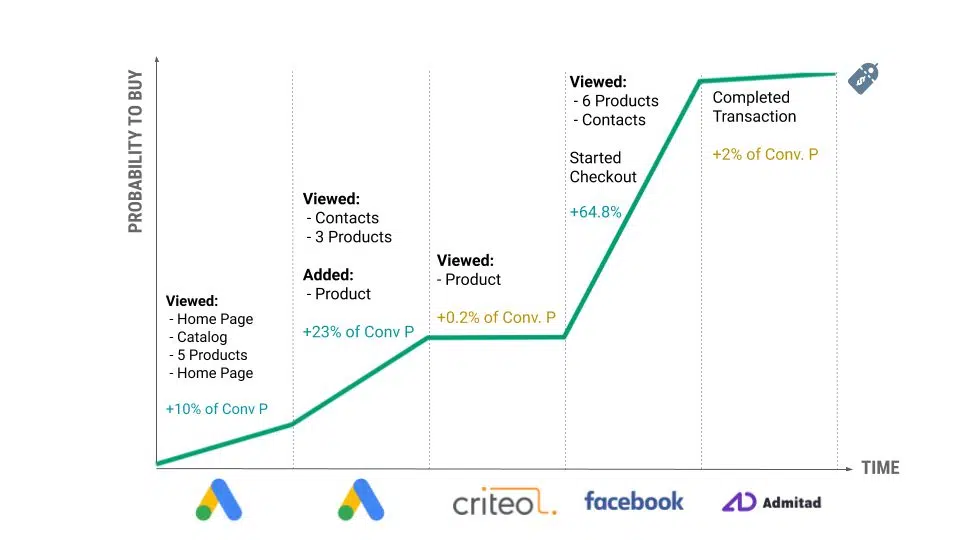 PROBABILITY TO BUY
Viewed:
- Home Page
- Catalog
- 5 Products
- Home Page
+10% of Conv P
Viewed:
- Contacts
- 3 Products
Added:
- Product
+23% of Conv P
Viewed:
- Product
+0.2% of Conv. P
Viewed:
- 6 Products
- Contacts
Started
Checkout
+64.8%
Completed
Transaction
+2% of Conv. P
$
TIME
criteo.
facebook
AD Admitad